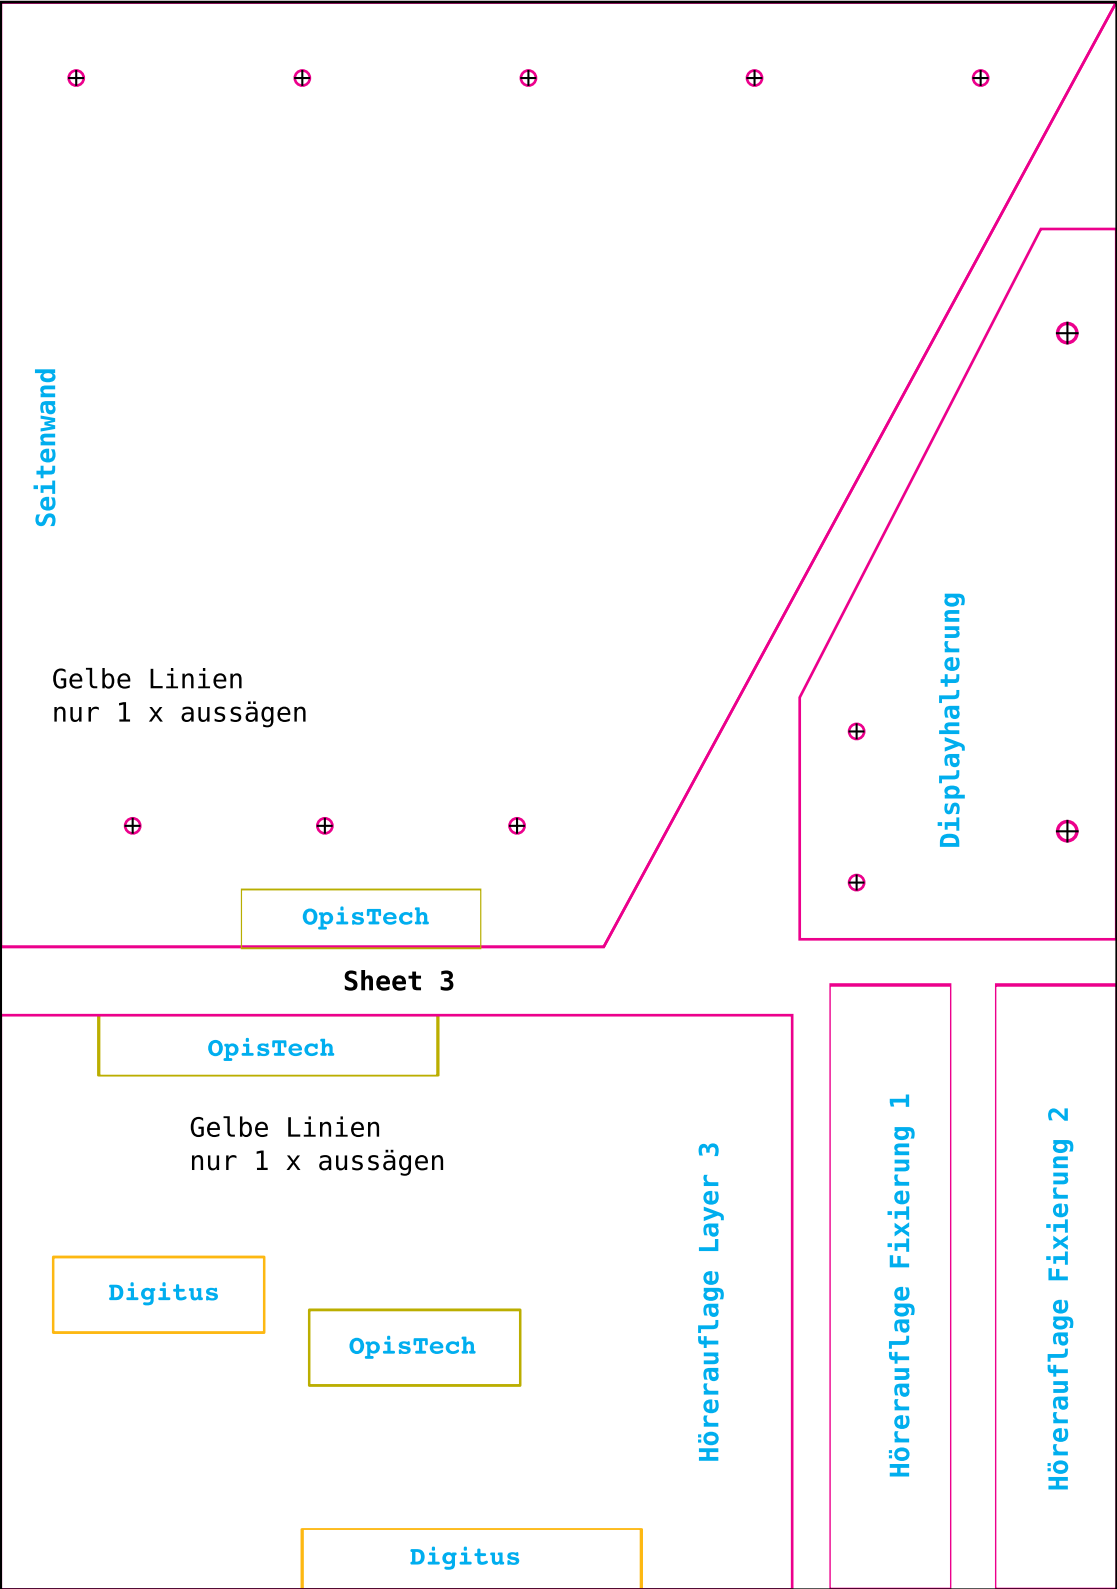 Seitenwand
Displayhalterung
Gelbe Linien
nur 1 x aussägen
OpisTech
Sheet 3
OpisTech
Gelbe Linien
nur 1 x aussägen
Hörerauflage Layer 3
Hörerauflage Fixierung 1
Hörerauflage Fixierung 2
Digitus
OpisTech
Digitus